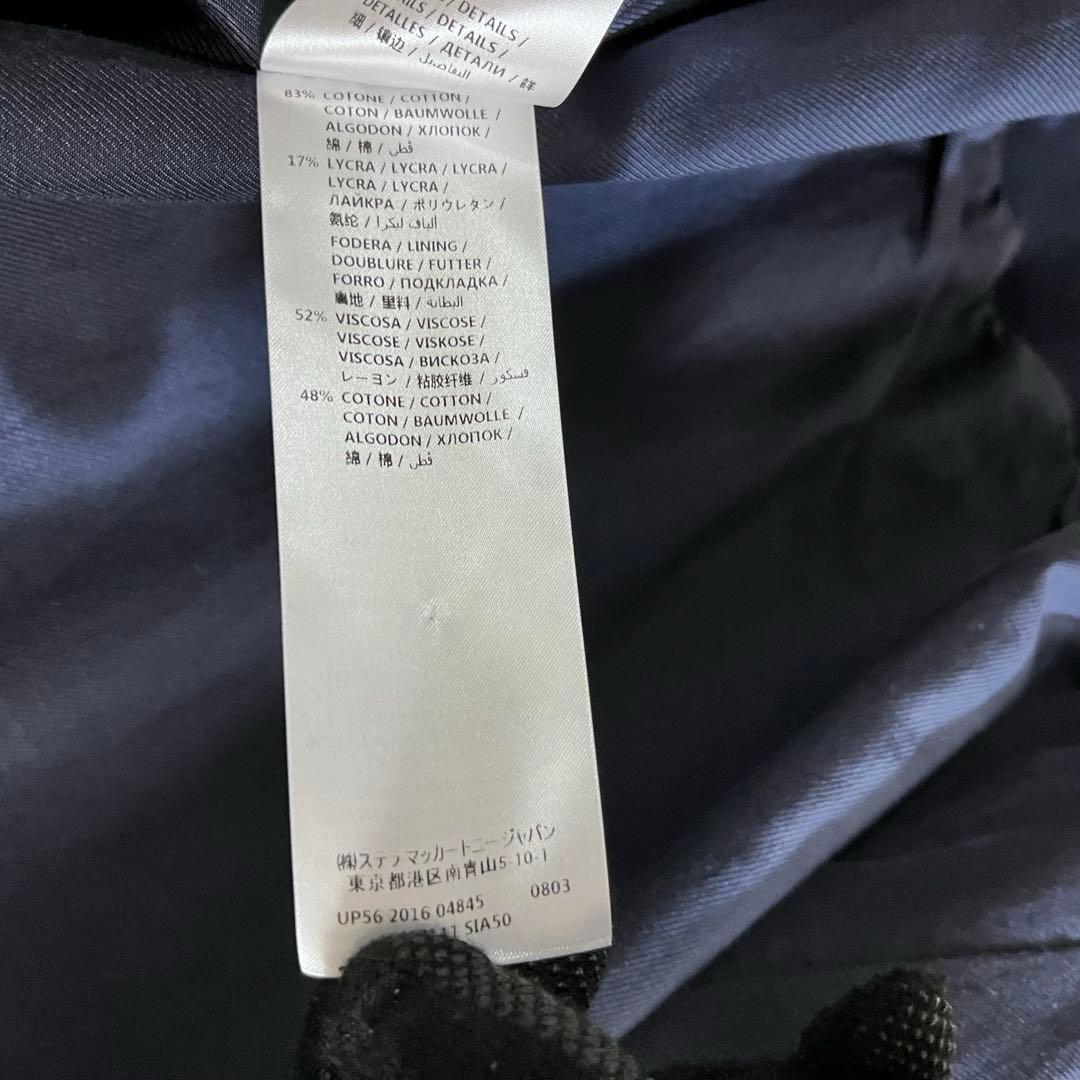 / DETAILS /
ILS / DETAILS /
DETALLES / ДЕТАЛИ / 詳
細 / 镶边 / التفاصيل
83% COTONE / COTTON /
COTON / BAUMWOLLE /
ALGODON / ХЛОПОК /
綿 / 棉 / قطن
17% LYCRA / LYCRA / LYCRA /
LYCRA / LYCRA /
ЛАЙКРА / ポリウレタン /
氨纶 / ألياف ليكرا
FODERA / LINING /
DOUBLURE / FUTTER /
FORRO / ПОДКЛАДКА /
裏地 / 里料 / البطانة
52% VISCOSA / VISCOSE /
VISCOSE / VISKOSE /
VISCOSA / ВИСКОЗА /
レーヨン / 粘胶纤维 / فسكوز
48% COTONE / COTTON /
COTON / BAUMWOLLE /
ALGODON / ХЛОПОК /
綿 / 棉 / قطن
㈱ステラマッカートニージャパン
東京都港区南青山5-10-1
UP56 2016 04845 0803
111 SIA50